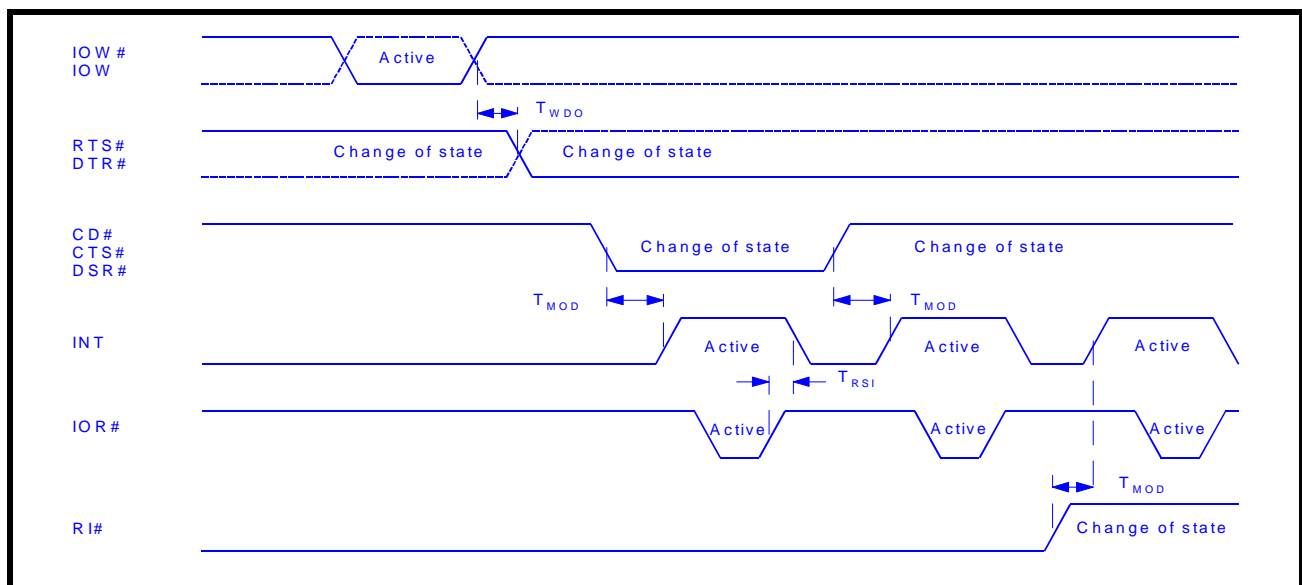 IOW#
IOW
Active
TWDO
RTS#
DTR#
Change of state
Change of state
CD#
CTS#
DSR#
Change of state
Change of state
TMOD
TMOD
INT
Active
Active
Active
TRSI
IOR#
Active
Active
Active
TMOD
RI#
Change of state